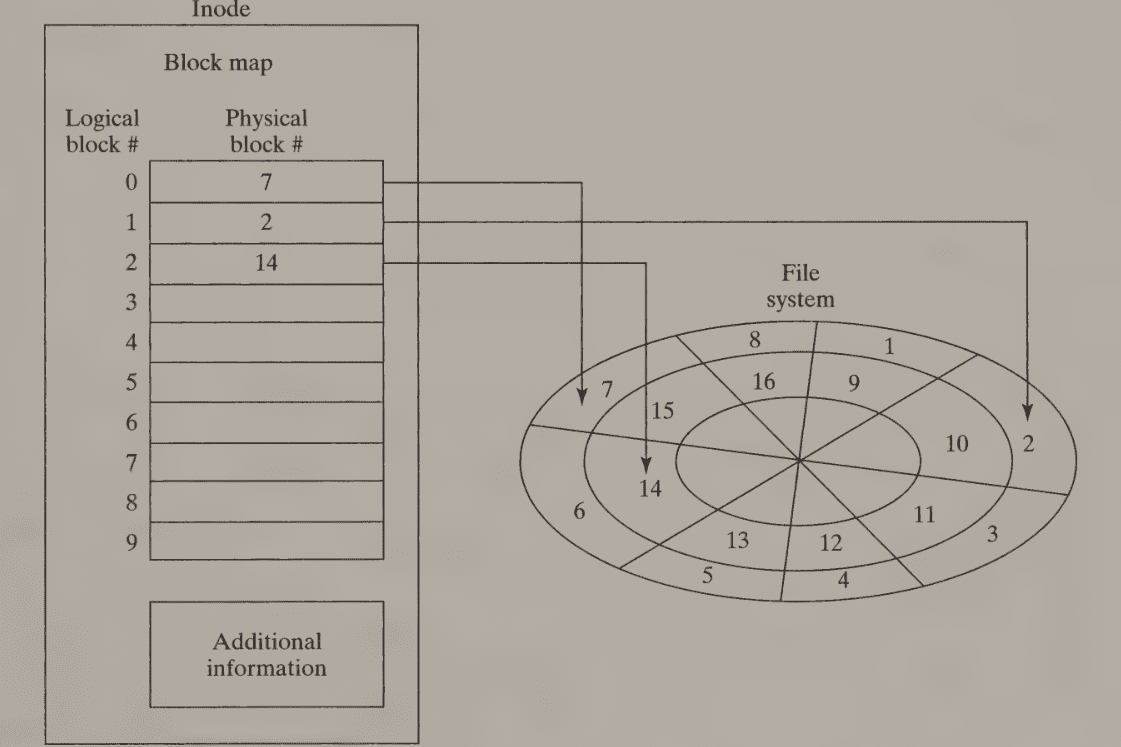 Inode
Block map
Logical
block #
Physical
block #
0 7
1 2
2 14
3
4
5
6
7
8
9
Additional
information
File
system
8
1
7
16
9
15
10
2
14
6
11
3
13
12
5
4